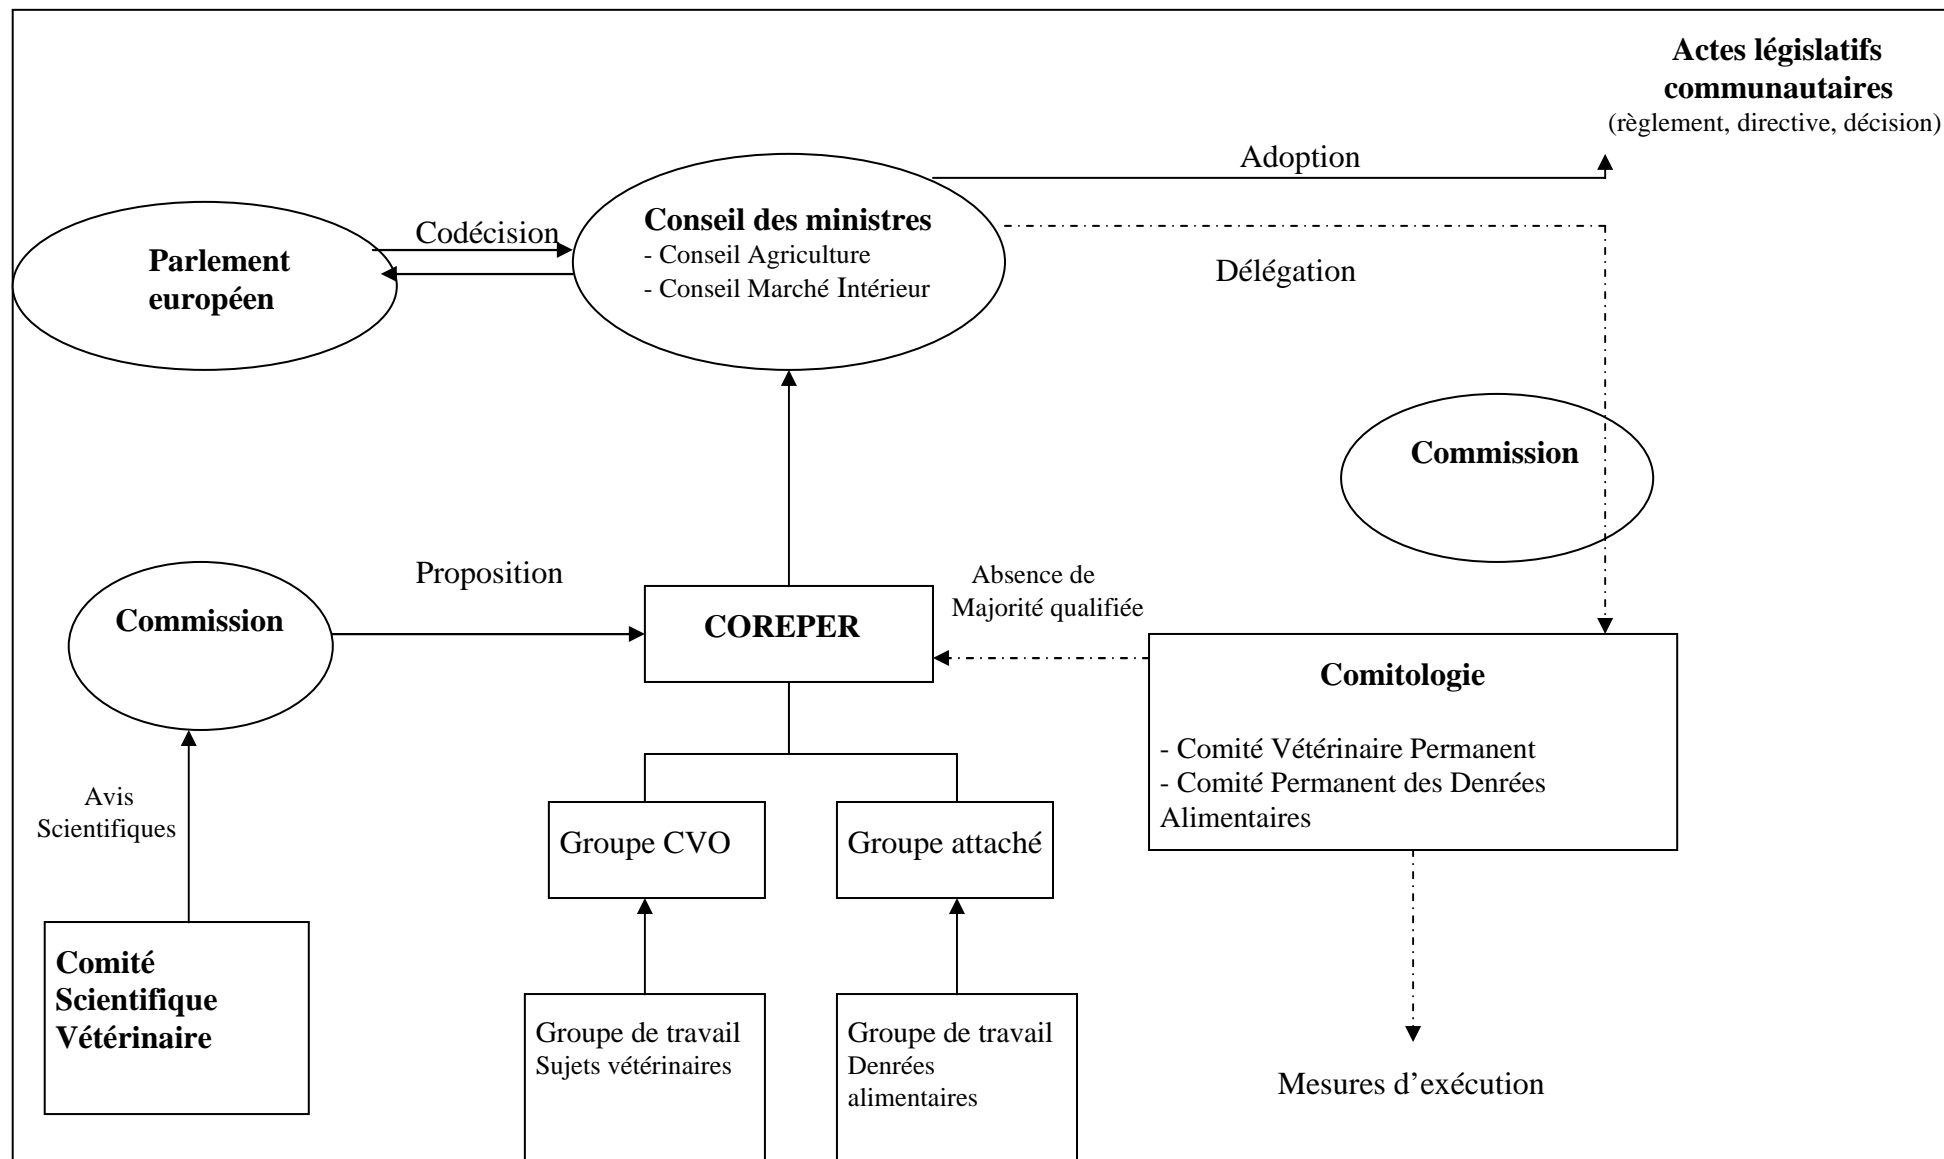 Actes législatifs
communautaires
(règlement, directive, décision)
Adoption
Codécision
Conseil des ministres
- Conseil Agriculture
- Conseil Marché Intérieur
Parlement
européen
Délégation
Commission
Proposition
Absence de
Majorité qualifiée
Commission
COREPER
Comitologie
- Comité Vétérinaire Permanent
- Comité Permanent des Denrées
Alimentaires
Avis
Scientifiques
Groupe CVO
Groupe attaché
Comité
Scientifique
Vétérinaire
Groupe de travail
Sujets vétérinaires
Groupe de travail
Denrées
alimentaires
Mesures d’exécution